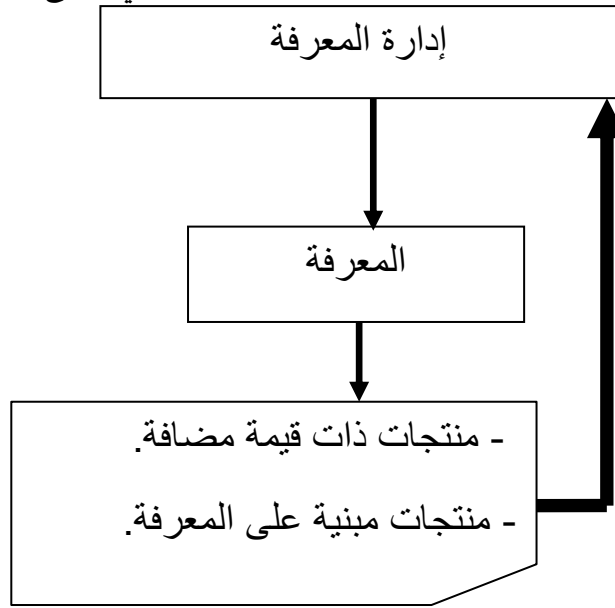 إدارة المعرفة
المعرفة
- منتجات ذات قيمة مضافة.
- منتجات مبنية على المعرفة.